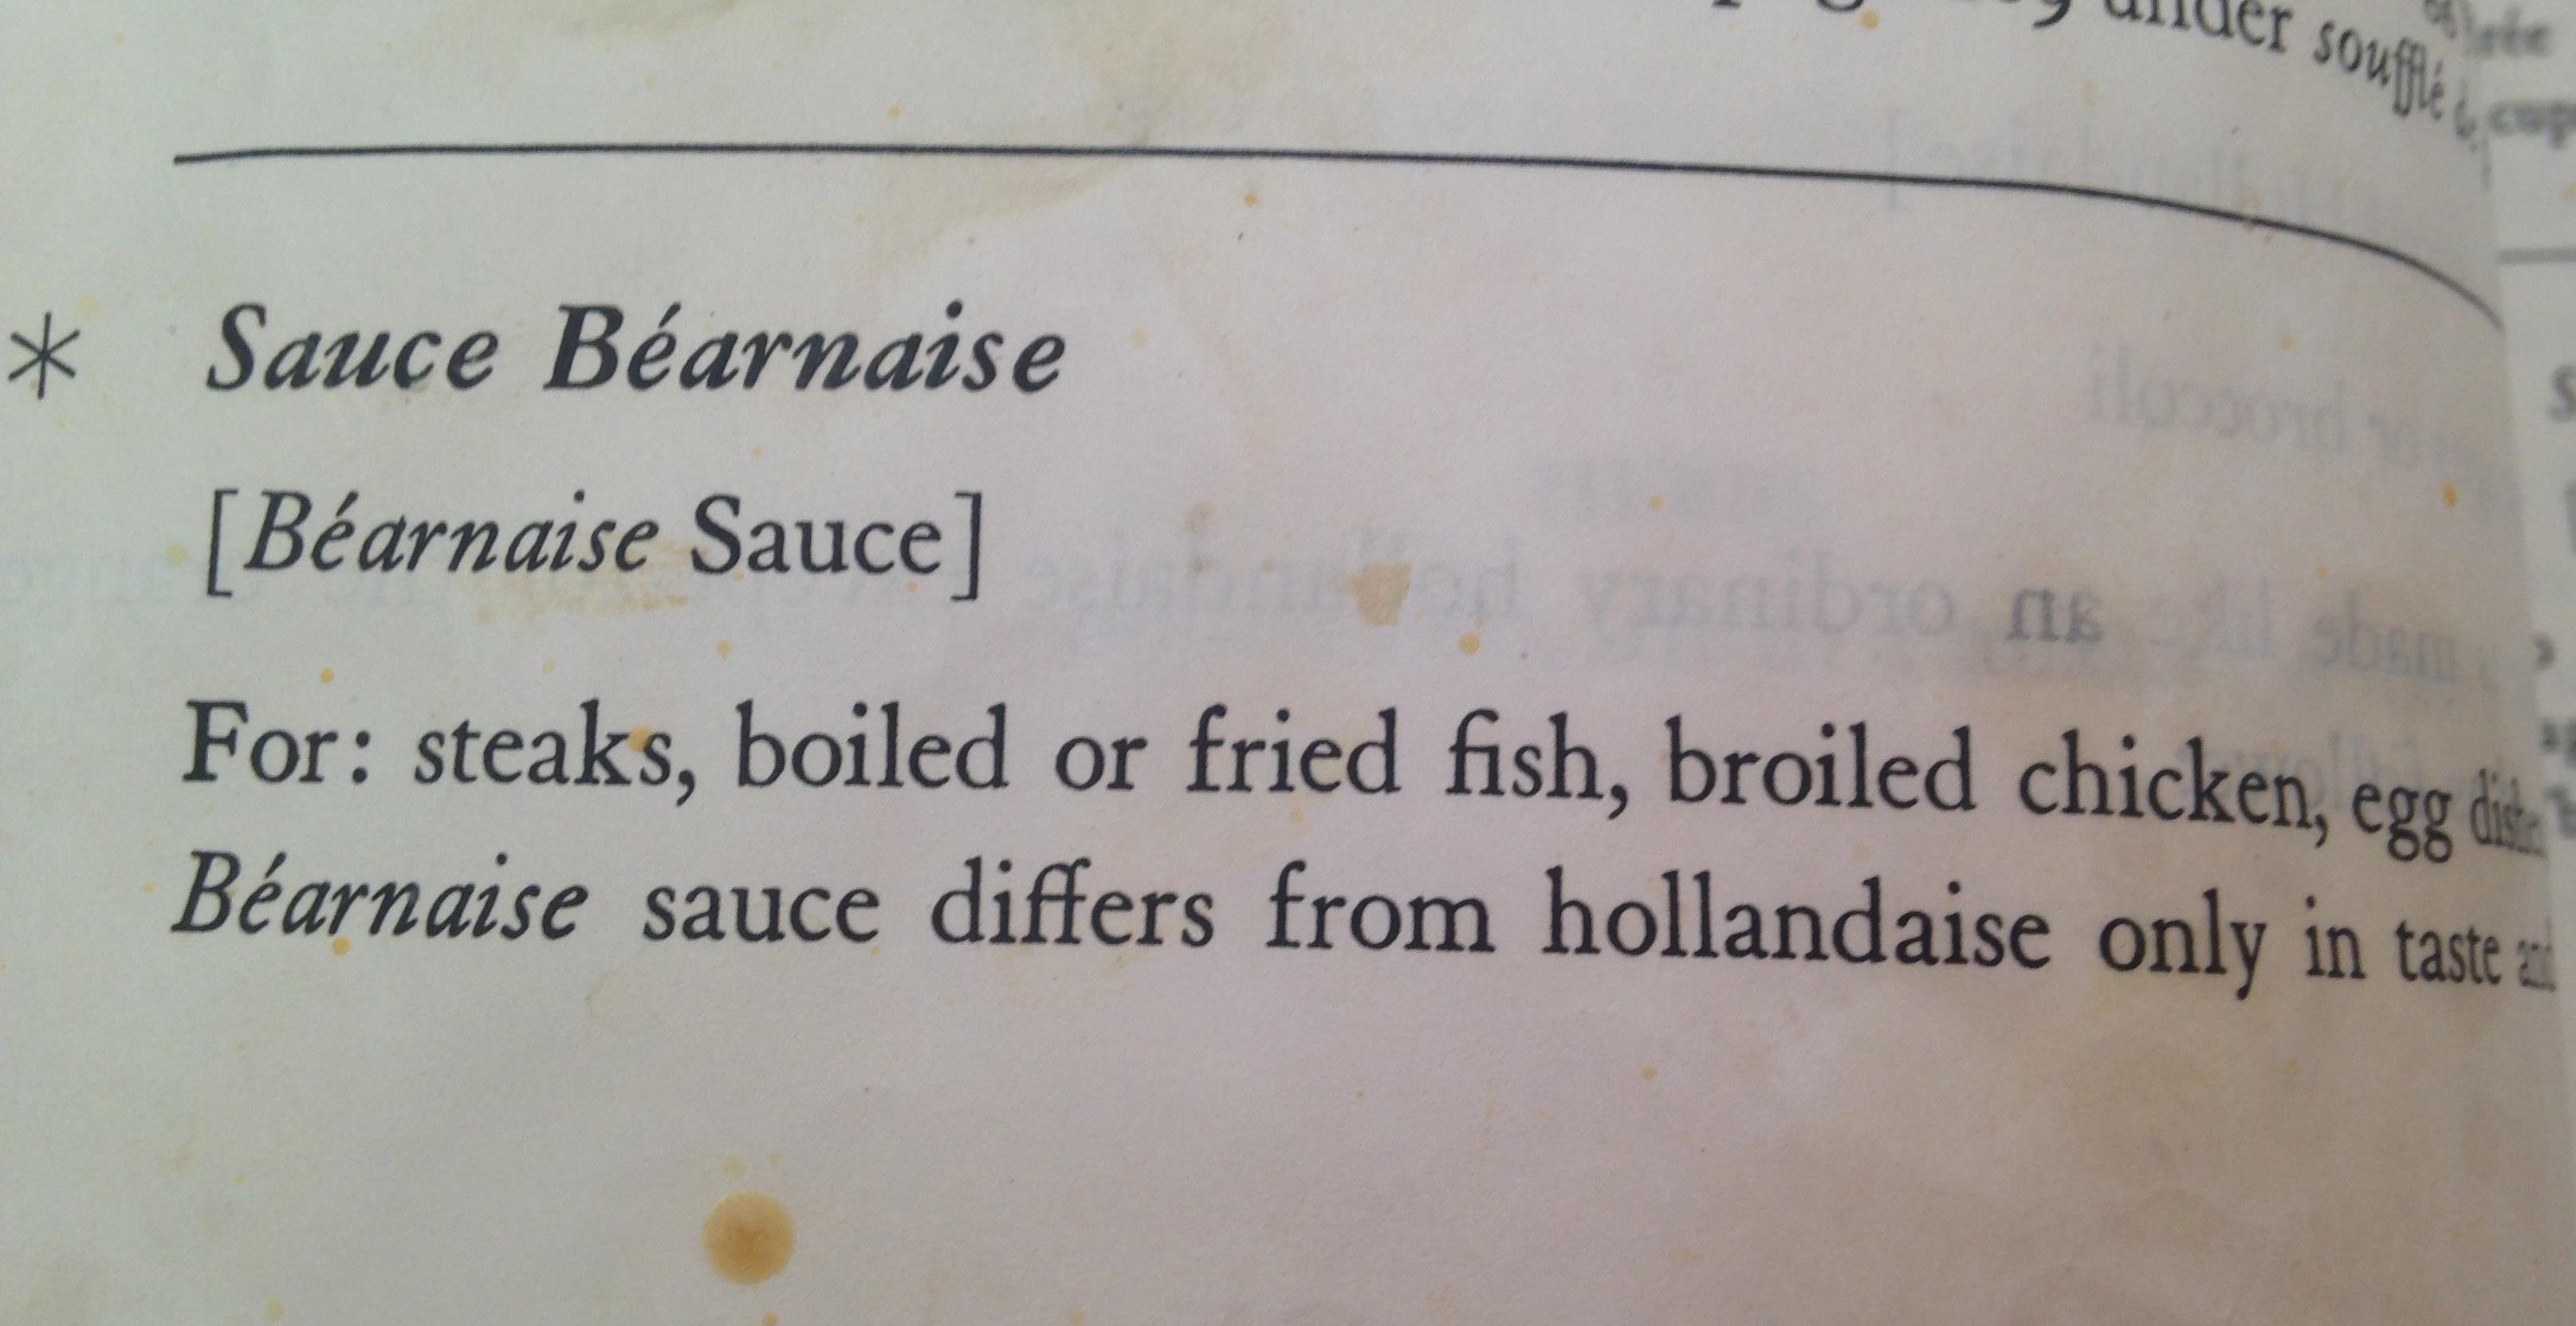 under soufflé
cup
* Sauce Béarnaise
[Béarnaise Sauce]
For: steaks, boiled or fried fish, broiled chicken, egg
Béarnaise sauce differs from hollandaise only in taste